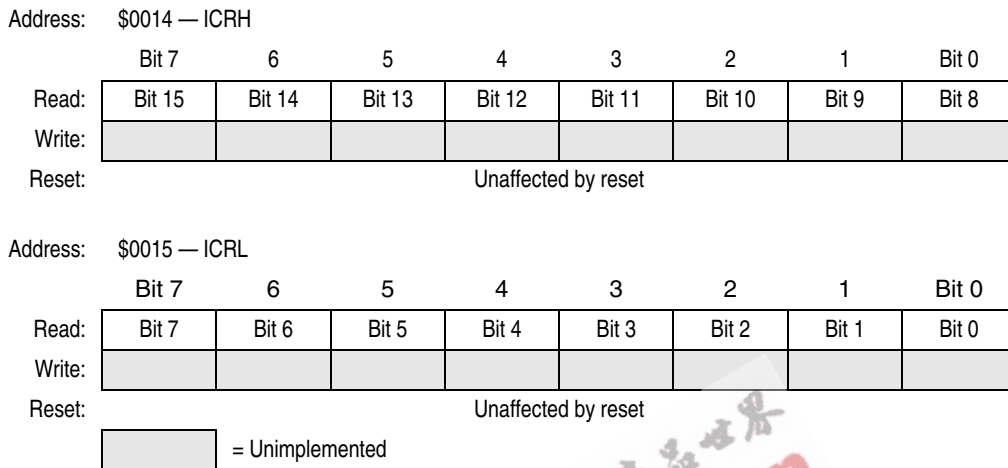 Address: $0014 — ICRH
Bit 7 6 5 4 3 2 1 Bit 0
Read: Bit 15 Bit 14 Bit 13 Bit 12 Bit 11 Bit 10 Bit 9 Bit 8
Write:
Reset: Unaffected by reset
Address: $0015 — ICRL
Bit 7 6 5 4 3 2 1 Bit 0
Read: Bit 7 Bit 6 Bit 5 Bit 4 Bit 3 Bit 2 Bit 1 Bit 0
Write:
Reset: Unaffected by reset
= Unimplemented